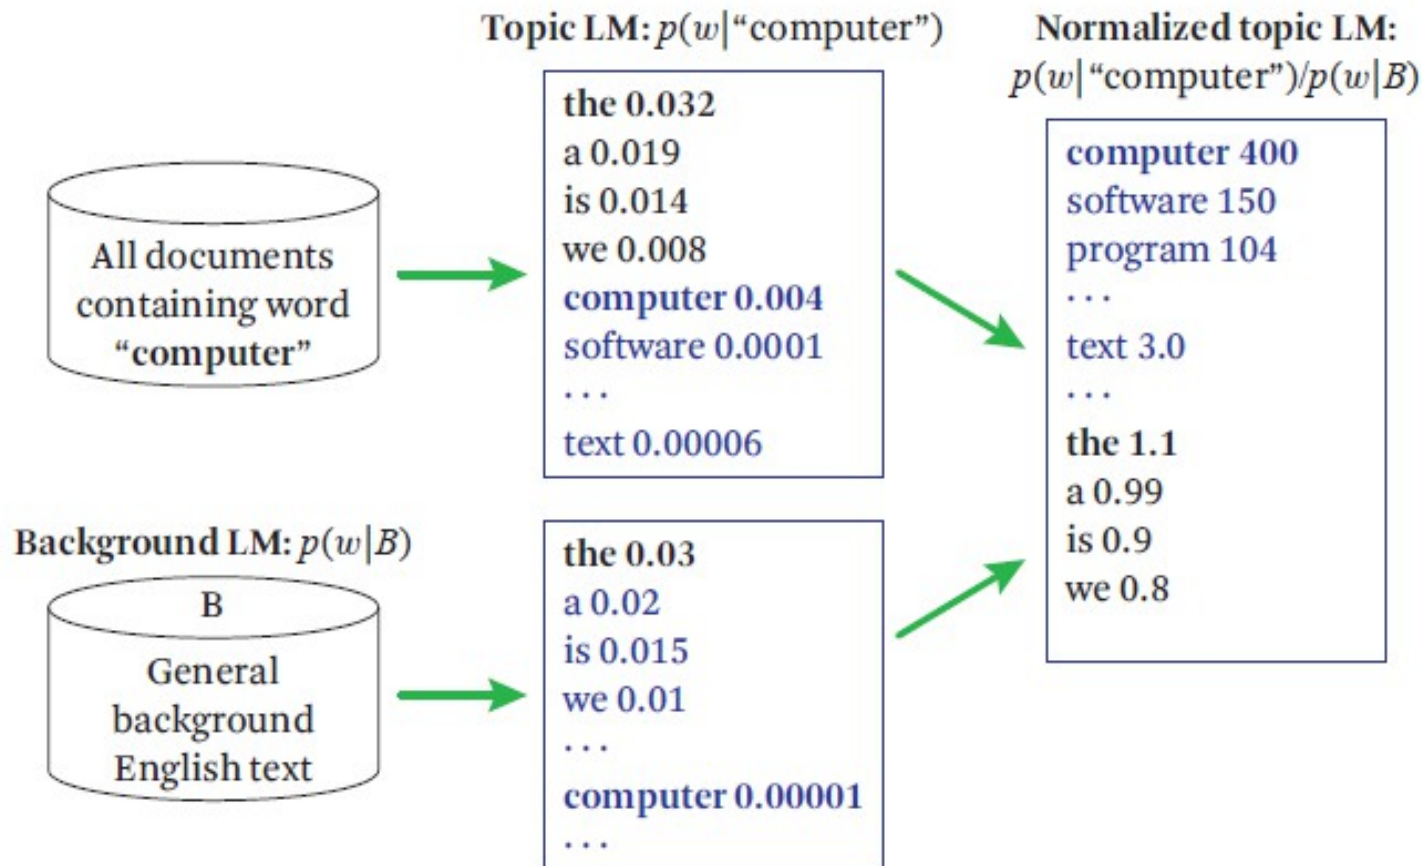 Topic LM: p(w|“computer”)
Normalized topic LM:
p(w|“computer”)/p(w|B)
All documents
containing word
“computer”
the 0.032
a 0.019
is 0.014
we 0.008
computer 0.004
software 0.0001
. . .
text 0.00006
computer 400
software 150
program 104
. . .
text 3.0
. . .
the 1.1
a 0.99
is 0.9
we 0.8
Background LM: p(w|B)
B
General
background
English text
the 0.03
a 0.02
is 0.015
we 0.01
. . .
computer 0.00001
. . .